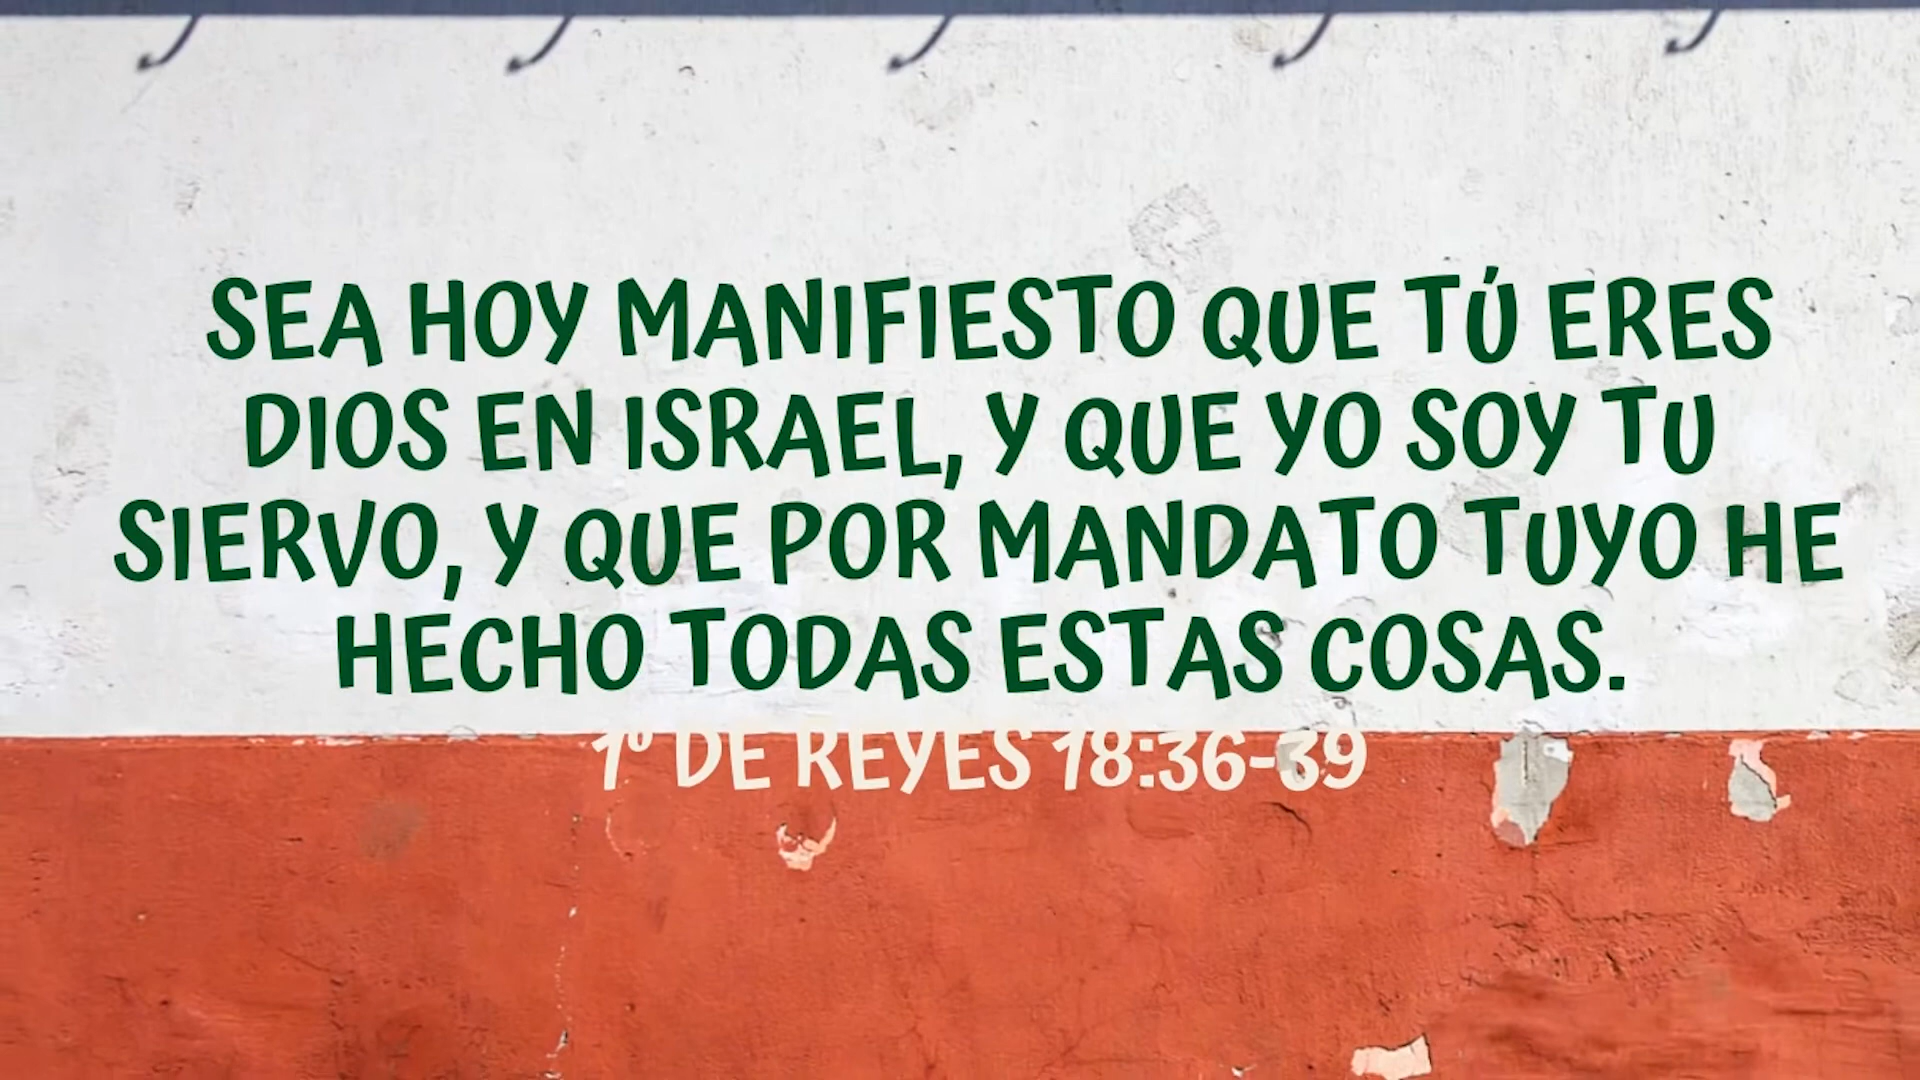 SEA HOY MANIFIESTO QUE TÚ ERES
DIOS EN ISRAEL, Y QUE YO SOY TU
SIERVO, Y QUE POR MANDATO TUYO HE
HECHO TODAS ESTAS COSAS.
1º DE REYES 18:36-39